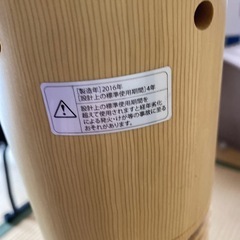 [製造年]2016年
[設計上の標準使用期間]4年
設計上の標準使用期間を
超えて使用されますと経年劣化
による発火・けが等の事故に至る
おそれがあります。